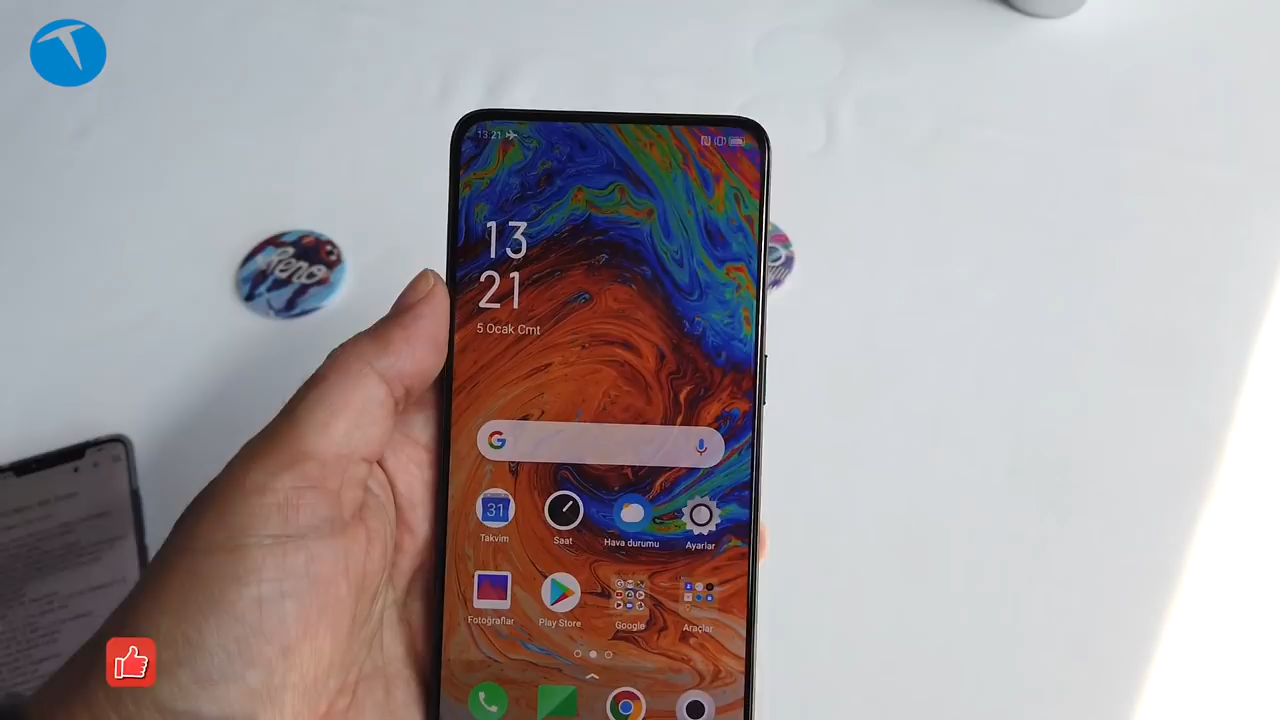 13:21
Reno
13
21
5 Ocak Cmt
G
31
Takvim
Saat
Hava durumu
Ayarlar
Fotoğraflar
Play Store
Google
Araçlar